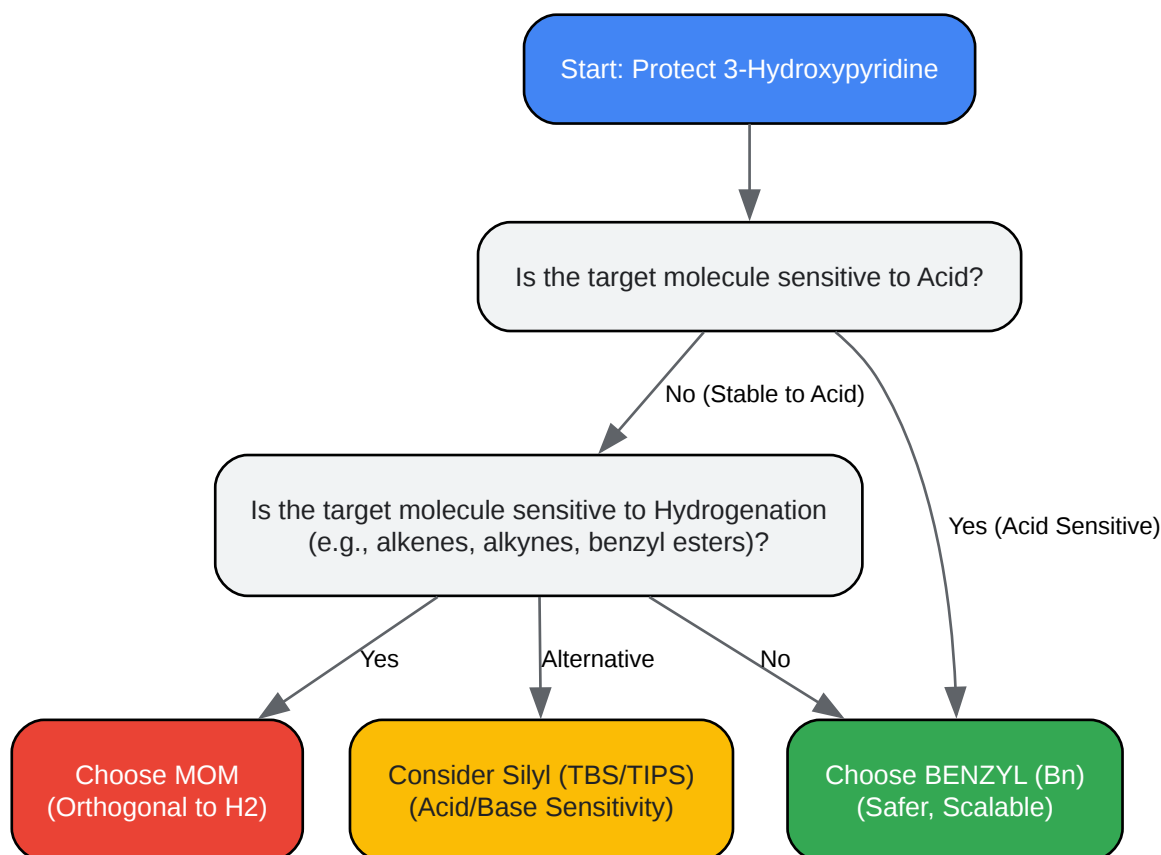 Start: Protect 3-Hydroxypyridine
Is the target molecule sensitive to Acid?
No (Stable to Acid)
Is the target molecule sensitive to Hydrogenation
(e.g., alkenes, alkynes, benzyl esters)?
Yes (Acid Sensitive)
Yes
Alternative
No
Choose MOM
(Orthogonal to H2)
Consider Silyl (TBS/TIPS)
(Acid/Base Sensitivity)
Choose BENZYL (Bn)
(Safer, Scalable)